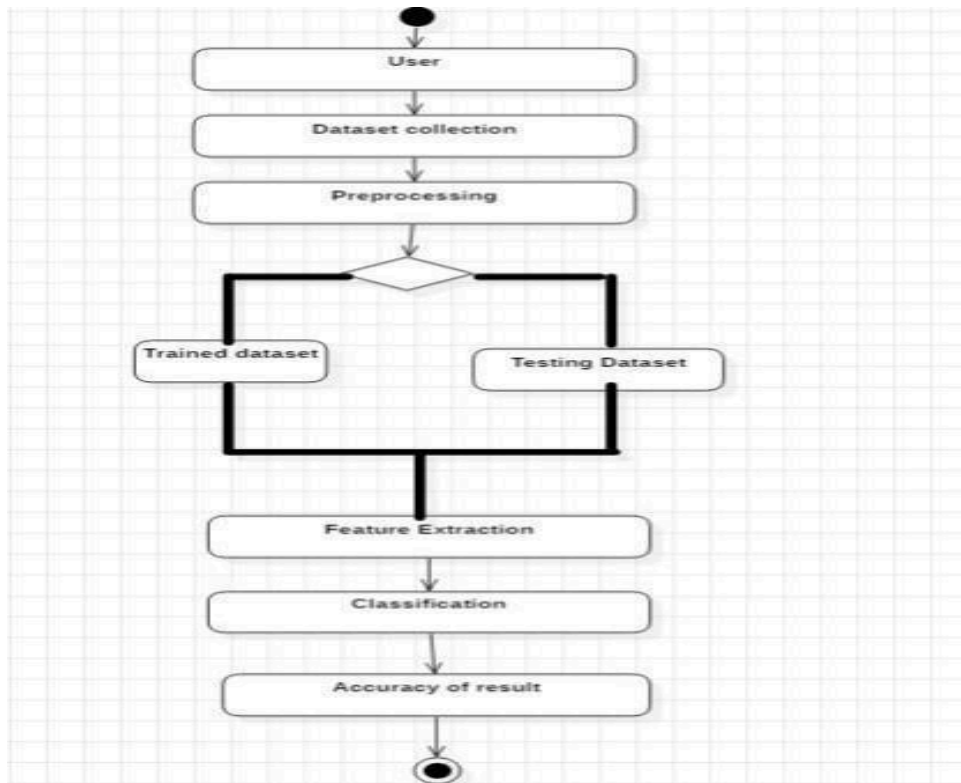 User
Dataset collection
Preprocessing
Trained dataset
Testing Dataset
Feature Extraction
Classification
Accuracy of result